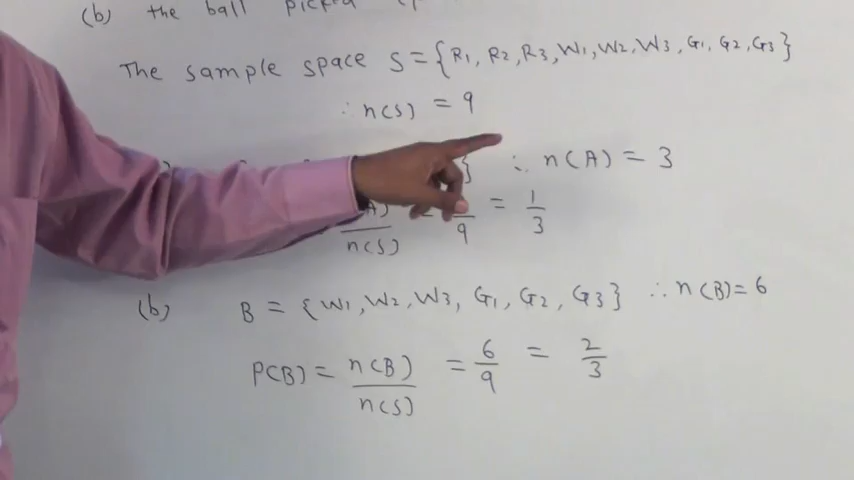 (b) the ball picked
The sample space S = {R1, R2, R3, W1, W2, W3, G1, G2, G3}
∴ n(S) = 9
} ∴ n(A) = 3
A) / n(S) = / 9 = 1/3
(b) B = {W1, W2, W3, G1, G2, G3} ∴ n(B) = 6
P(B) = n(B) / n(S) = 6/9 = 2/3